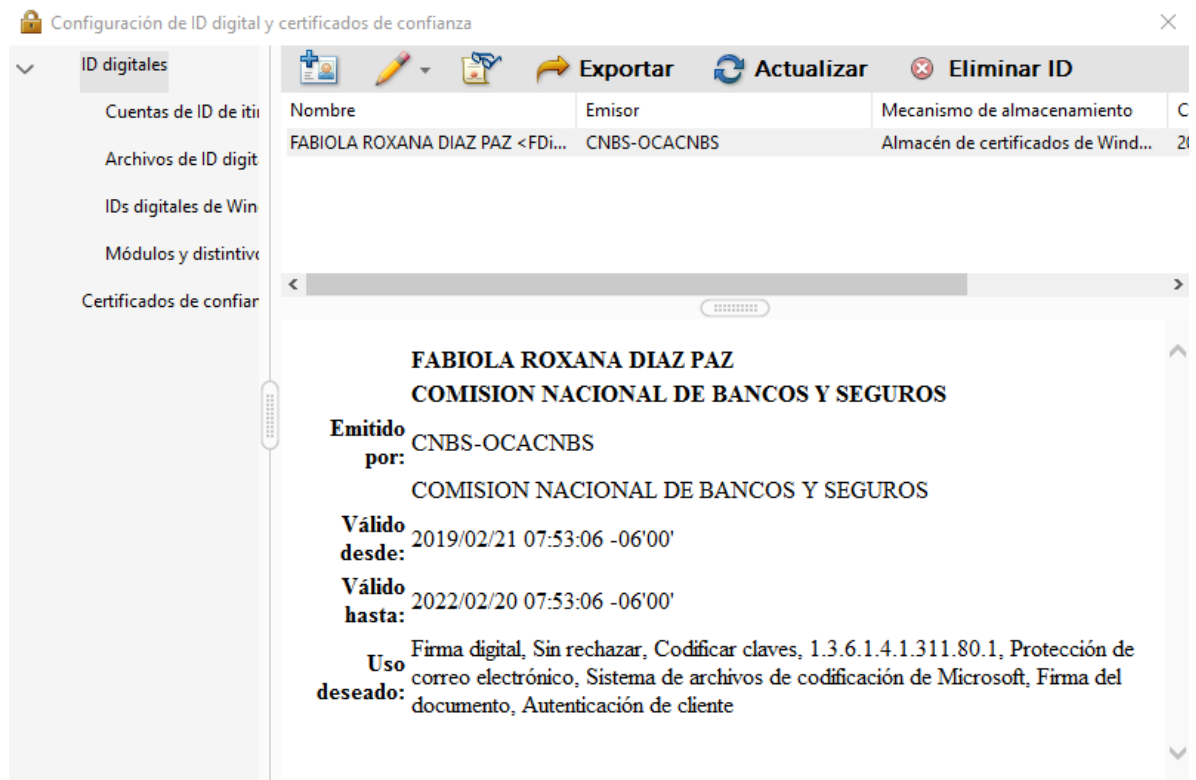 Configuración de ID digital y certificados de confianza
ID digitales
Cuentas de ID de iti
Archivos de ID digit
IDs digitales de Win
Módulos y distintiv
Certificados de confiar
Exportar Actualizar Eliminar ID
Nombre Emisor Mecanismo de almacenamiento C
FABIOLA ROXANA DIAZ PAZ <FDi... CNBS-OCACNBS Almacén de certificados de Wind... 20
FABIOLA ROXANA DIAZ PAZ
COMISION NACIONAL DE BANCOS Y SEGUROS
Emitido por: CNBS-OCACNBS
COMISION NACIONAL DE BANCOS Y SEGUROS
Válido desde: 2019/02/21 07:53:06 -06'00'
Válido hasta: 2022/02/20 07:53:06 -06'00'
Uso deseado: Firma digital, Sin rechazar, Codificar claves, 1.3.6.1.4.1.311.80.1, Protección de
correo electrónico, Sistema de archivos de codificación de Microsoft, Firma del
documento, Autenticación de cliente